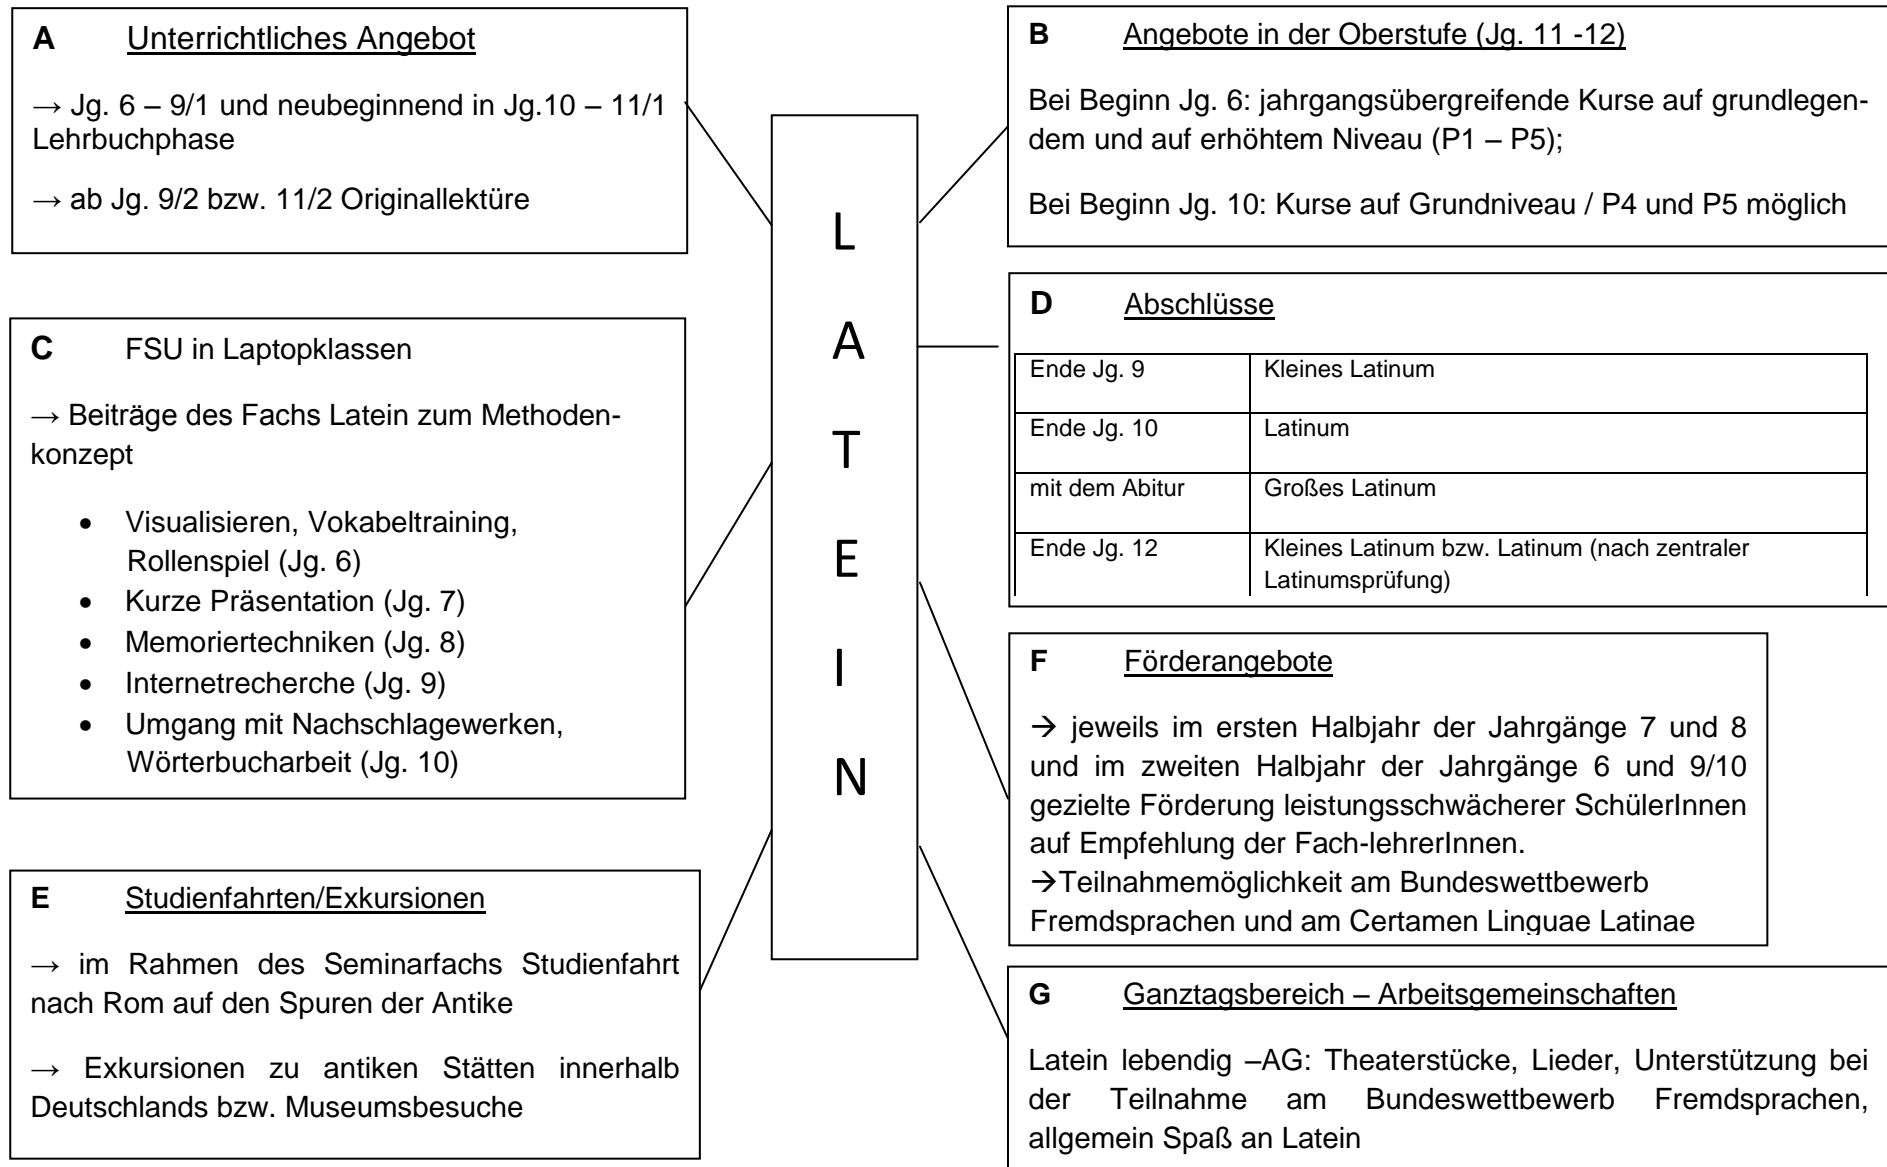 A Unterrichtliches Angebot
→ Jg. 6 – 9/1 und neubeginnend in Jg.10 – 11/1
Lehrbuchphase
→ ab Jg. 9/2 bzw. 11/2 Originallektüre
B Angebote in der Oberstufe (Jg. 11 -12)
Bei Beginn Jg. 6: jahrgangsübergreifende Kurse auf grundlegen-
dem und auf erhöhtem Niveau (P1 – P5);
Bei Beginn Jg. 10: Kurse auf Grundniveau / P4 und P5 möglich
L
A
T
E
I
N
C FSU in Laptopklassen
→ Beiträge des Fachs Latein zum Methoden-
konzept
• Visualisieren, Vokabeltraining,
Rollenspiel (Jg. 6)
• Kurze Präsentation (Jg. 7)
• Memoriertechniken (Jg. 8)
• Internetrecherche (Jg. 9)
• Umgang mit Nachschlagewerken,
Wörterbucharbeit (Jg. 10)
D Abschlüsse
Ende Jg. 9 Kleines Latinum
Ende Jg. 10 Latinum
mit dem Abitur Großes Latinum
Ende Jg. 12 Kleines Latinum bzw. Latinum (nach zentraler
Latinumsprüfung)
E Studienfahrten/Exkursionen
→ im Rahmen des Seminarfachs Studienfahrt
nach Rom auf den Spuren der Antike
→ Exkursionen zu antiken Stätten innerhalb
Deutschlands bzw. Museumsbesuche
F Förderangebote
→ jeweils im ersten Halbjahr der Jahrgänge 7 und 8
und im zweiten Halbjahr der Jahrgänge 6 und 9/10
gezielte Förderung leistungsschwächerer SchülerInnen
auf Empfehlung der Fach-lehrerInnen.
→Teilnahmemöglichkeit am Bundeswettbewerb
Fremdsprachen und am Certamen Linguae Latinae
G Ganztagsbereich – Arbeitsgemeinschaften
Latein lebendig –AG: Theaterstücke, Lieder, Unterstützung bei
der Teilnahme am Bundeswettbewerb Fremdsprachen,
allgemein Spaß an Latein